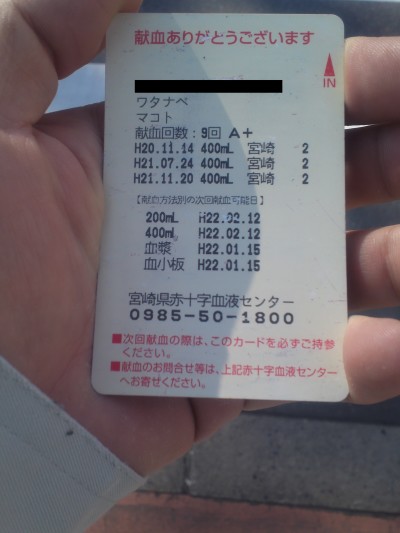 献血ありがとうございます
IN
ワタナベ
マコト
献血回数:9回 A+
H20.11.14 400mL 宮崎 2
H21.07.24 400mL 宮崎 2
H21.11.20 400mL 宮崎 2
【献血方法別の次回献血可能日】
200mL H22.02.12
400mL H22.02.12
血漿 H22.01.15
血小板 H22.01.15
宮崎県赤十字血液センター
0985-50-1800
■次回献血の際は、このカードを必ずご持参
ください。
■献血のお問合せ等は、上記赤十字血液センター
へお寄せください。